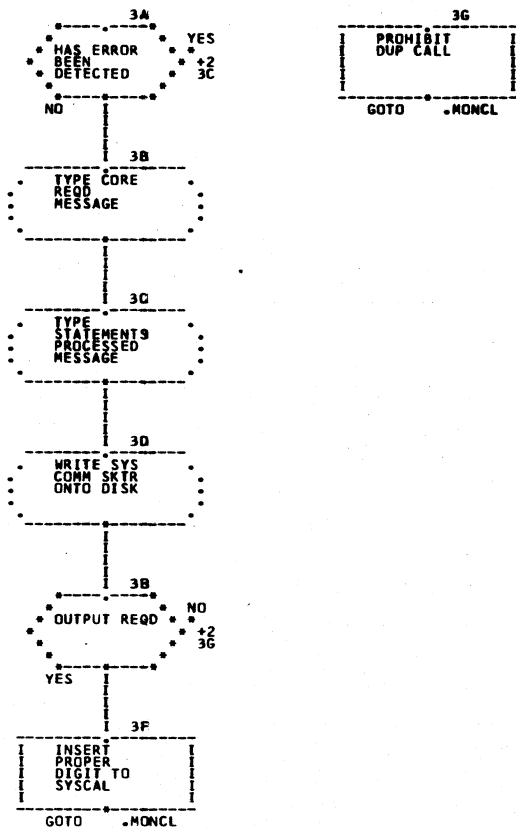 3A
HAS ERROR
BEEN
DETECTED
YES
+2
3C
NO
3B
TYPE CORE
REQD
MESSAGE
3C
TYPE
STATEMENTS
PROCESSED
MESSAGE
3D
WRITE SYS
COMM SKTR
ONTO DISK
3B
OUTPUT REQD
NO
+2
3G
YES
3F
INSERT
PROPER
DIGIT TO
SYSCAL
GOTO .MONCL
3G
PROHIBIT
DUP CALL
GOTO .MONCL